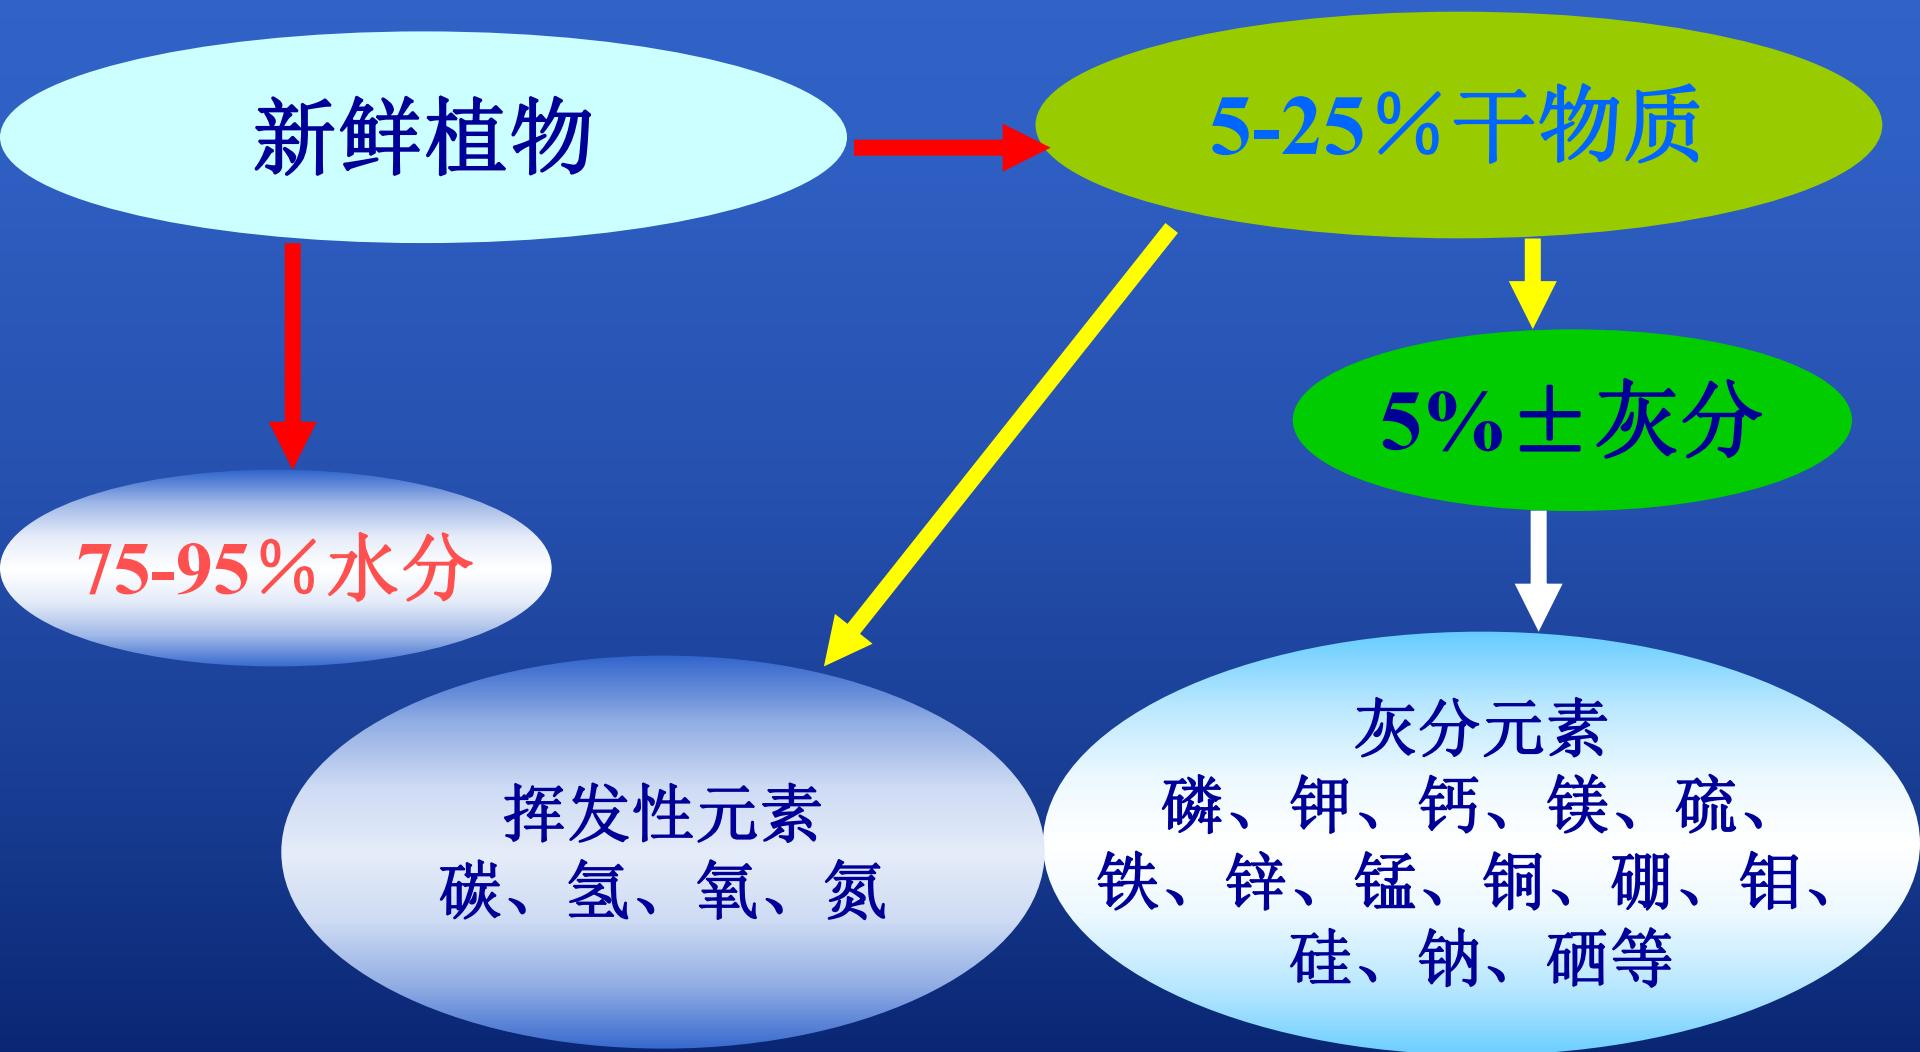 新鲜植物
5-25％干物质
5%±灰分
75-95％水分
挥发性元素
碳、氢、氧、氮
灰分元素
磷、钾、钙、镁、硫、
铁、锌、锰、铜、硼、钼、
硅、钠、硒等